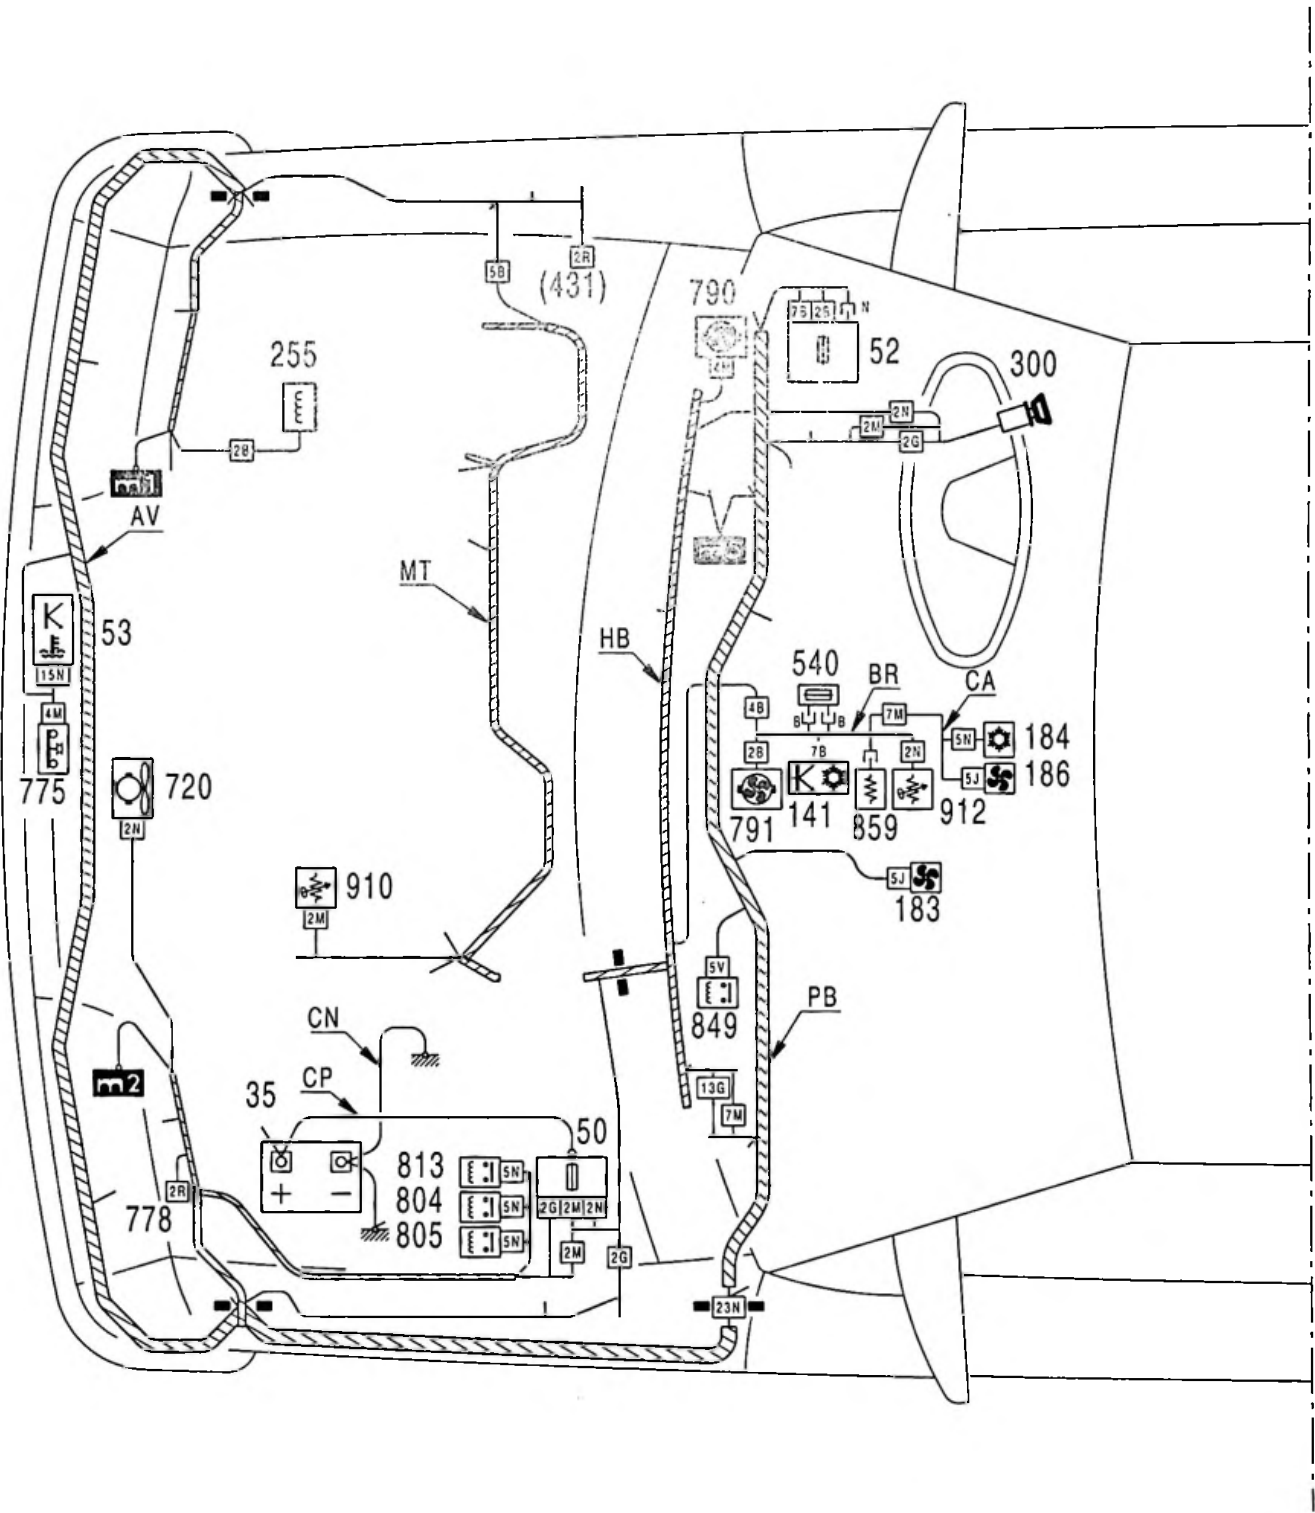 2R
5B
(431)
790
7B 2B N
52
4M
255
300
2N
2M
2G
2B
AV
MT
53
K
15N
HB
540
BR
CA
4B
B B
7M
4M
2B
7B
2N
5N
184
5J
186
775
720
K
791
141
859
912
2N
910
2M
5J
183
5V
849
PB
CN
CP
m2
35
13G
7M
50
813
5N
+ −
804
5N
2G 2M 2N
2R
778
805
5N
2M
2G
23N